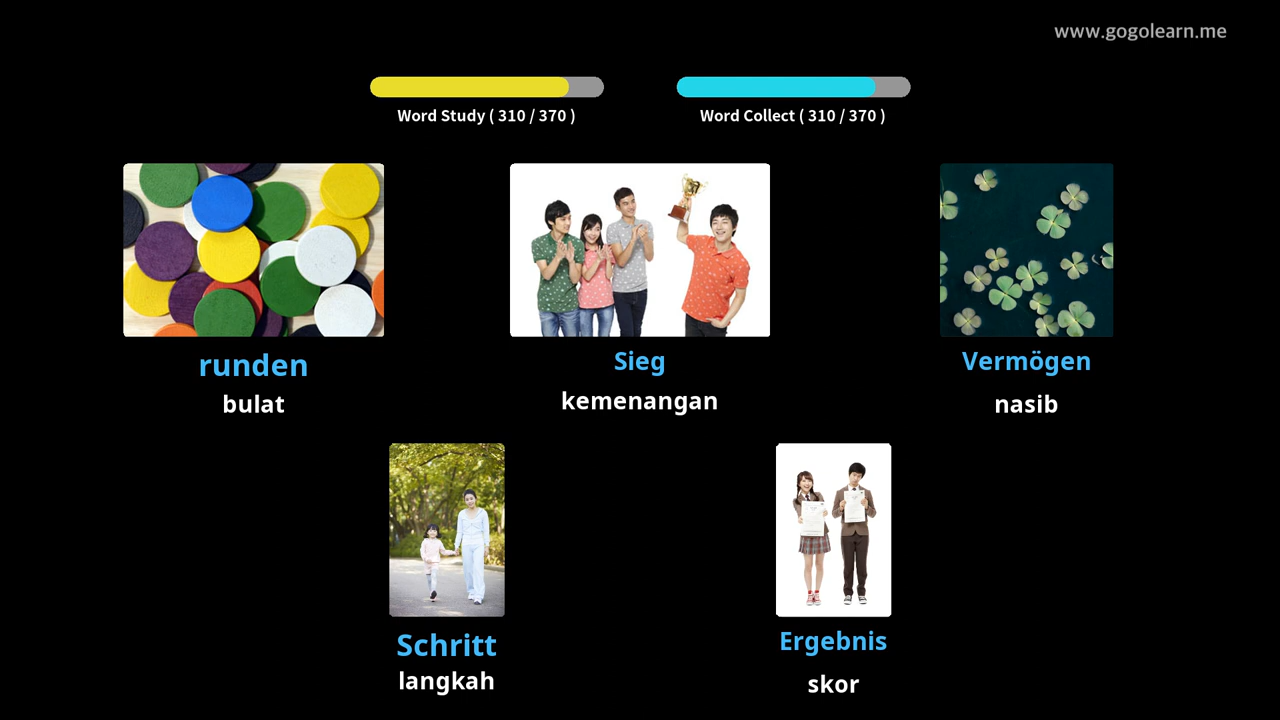 www.gogolearn.me
Word Study ( 310 / 370 )
Word Collect ( 310 / 370 )
runden
bulat
Sieg
kemenangan
Vermögen
nasib
Schritt
langkah
Ergebnis
skor